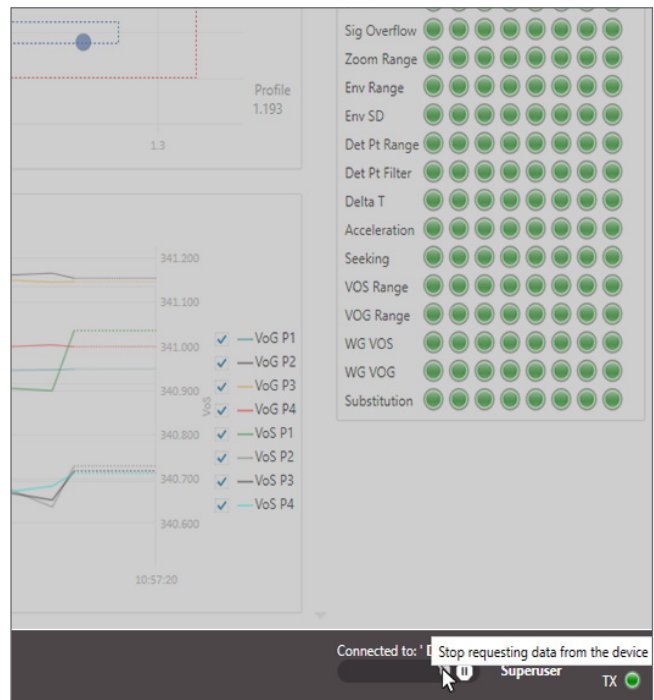 Sig Overflow
Zoom Range
Env Range
Env SD
Det Pt Range
Det Pt Filter
Delta T
Acceleration
Seeking
VOS Range
VOG Range
WG VOS
WG VOG
Substitution
Profile
1.193
1.3
341.200
341.100
341.000
340.900
340.800
340.700
340.600
VoS
VoG P1
VoG P2
VoG P3
VoG P4
VoS P1
VoS P2
VoS P3
VoS P4
10:57:20
Connected to: '
Stop requesting data from the device
Superuser
TX